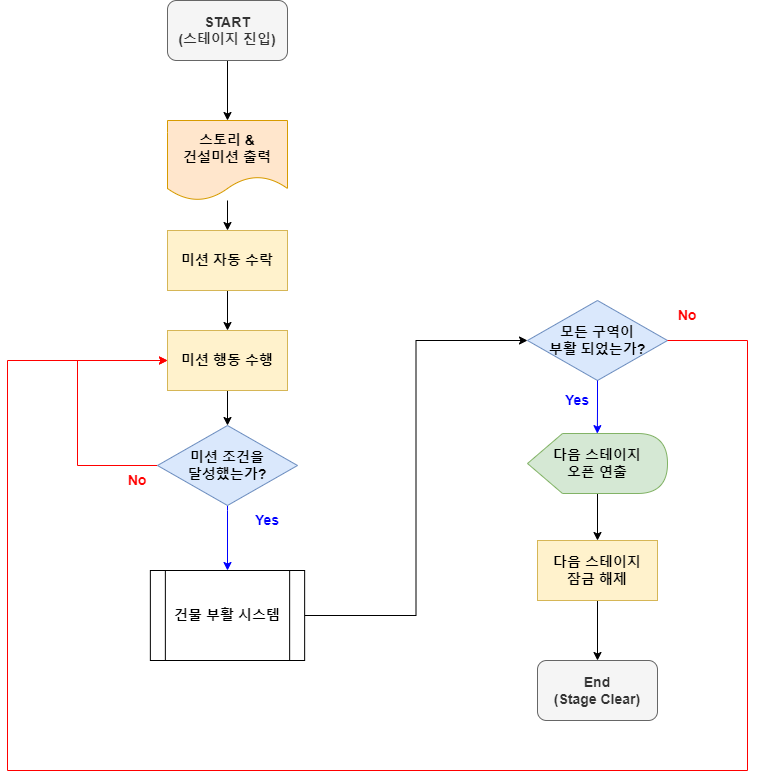 START
(스테이지 진입)
스토리 &
건설미션 출력
미션 자동 수락
미션 행동 수행
미션 조건을
달성했는가?
No
Yes
건물 부활 시스템
모든 구역이
부활 되었는가?
No
Yes
다음 스테이지
오픈 연출
다음 스테이지
잠금 해제
End
(Stage Clear)